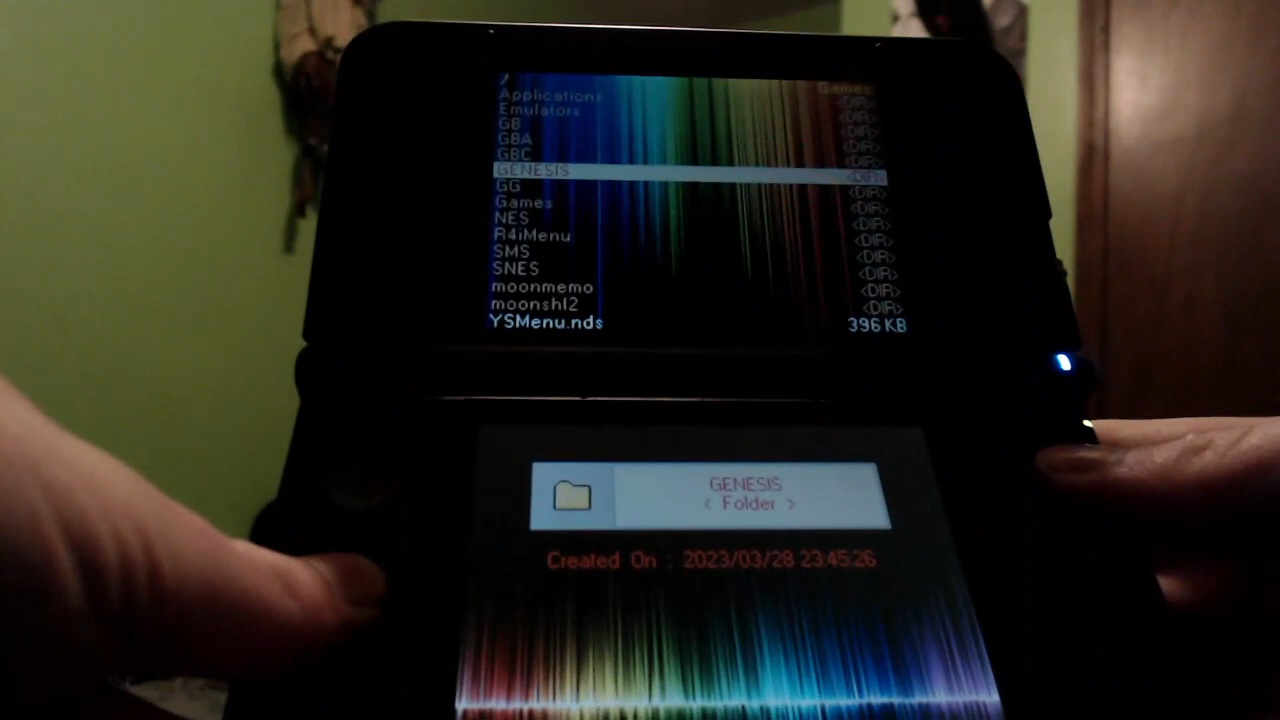 / Games
Applications <DIR>
Emulators <DIR>
GB <DIR>
GBA <DIR>
GBC <DIR>
GENESIS <DIR>
GG <DIR>
Games <DIR>
NES <DIR>
R4iMenu <DIR>
SMS <DIR>
SNES <DIR>
moonmemo <DIR>
moonshl2 <DIR>
YSMenu.nds 396 KB
GENESIS
< Folder >
Created On : 2023/03/28 23:45:26